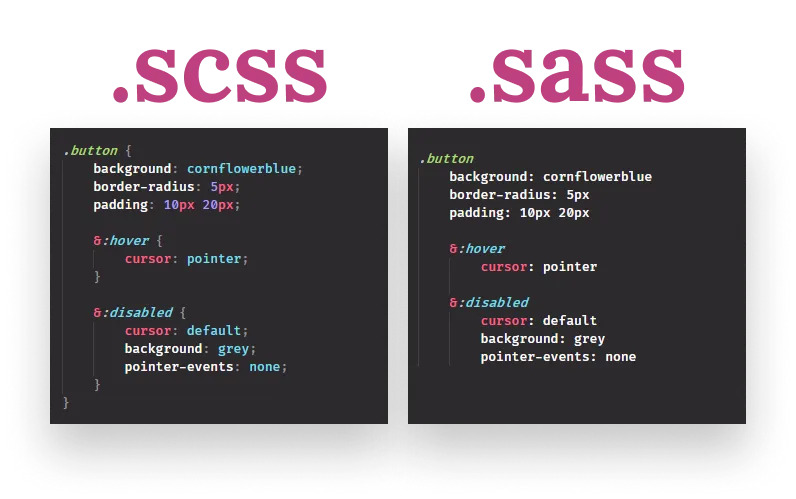 .scss
.button {
    background: cornflowerblue;
    border-radius: 5px;
    padding: 10px 20px;

    &:hover {
        cursor: pointer;
    }

    &:disabled {
        cursor: default;
        background: grey;
        pointer-events: none;
    }
}
.sass
.button
    background: cornflowerblue
    border-radius: 5px
    padding: 10px 20px

    &:hover
        cursor: pointer

    &:disabled
        cursor: default
        background: grey
        pointer-events: none